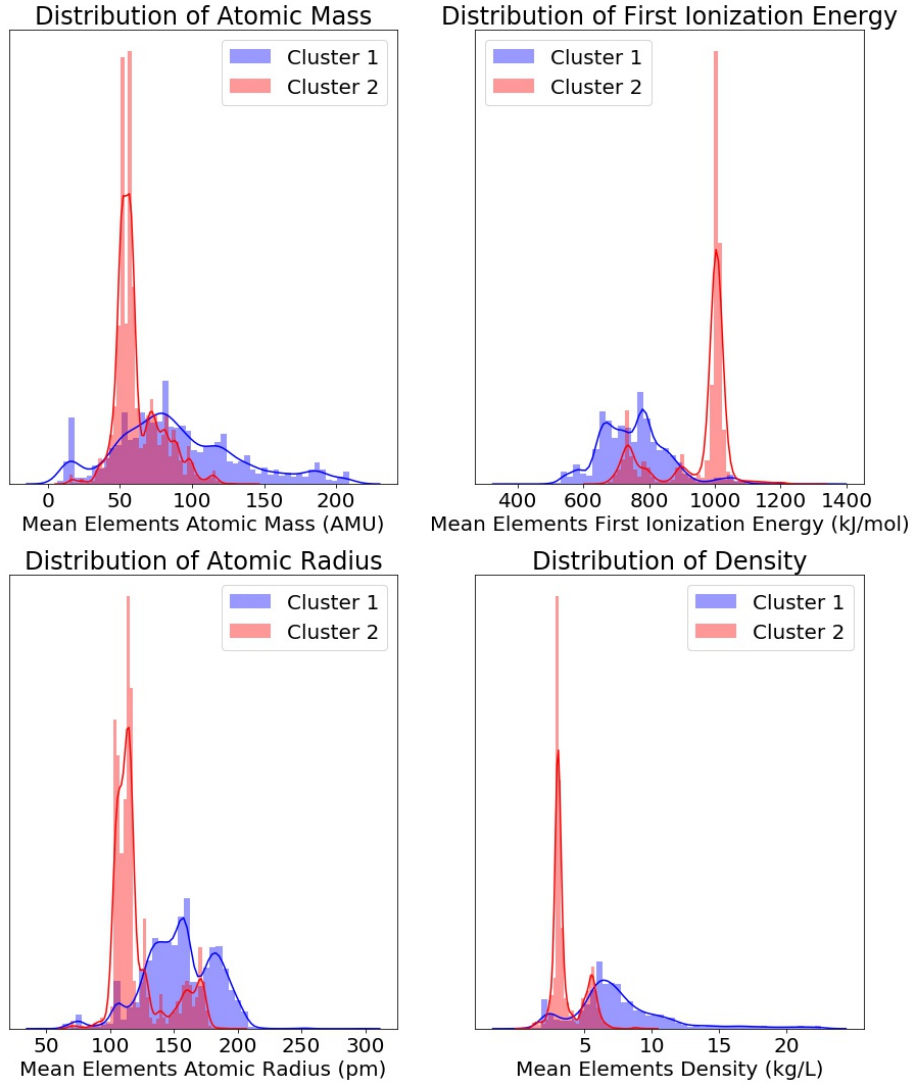 Distribution of Atomic Mass
Cluster 1
Cluster 2
0 50 100 150 200
Mean Elements Atomic Mass (AMU)
Distribution of First Ionization Energy
Cluster 1
Cluster 2
400 600 800 1000 1200 1400
Mean Elements First Ionization Energy (kJ/mol)
Distribution of Atomic Radius
Cluster 1
Cluster 2
50 100 150 200 250 300
Mean Elements Atomic Radius (pm)
Distribution of Density
Cluster 1
Cluster 2
5 10 15 20
Mean Elements Density (kg/L)